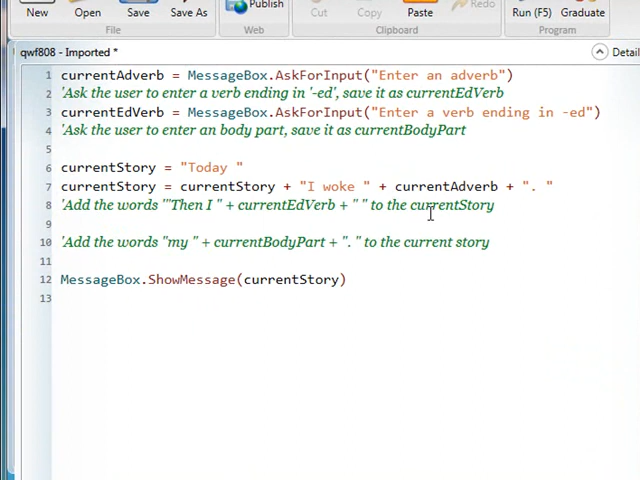 New Open Save Save As Publish Cut Copy Paste Redo Run (F5) Graduate
File Web Clipboard Program
qwf808 - Imported * Detail
1 currentAdverb = MessageBox.AskForInput("Enter an adverb")
2 'Ask the user to enter a verb ending in '-ed', save it as currentEdVerb
3 currentEdVerb = MessageBox.AskForInput("Enter a verb ending in -ed")
4 'Ask the user to enter an body part, save it as currentBodyPart
5
6 currentStory = "Today "
7 currentStory = currentStory + "I woke " + currentAdverb + ". "
8 'Add the words '"Then I " + currentEdVerb + " " to the currentStory
9
10 'Add the words "my " + currentBodyPart + ". " to the current story
11
12 MessageBox.ShowMessage(currentStory)
13